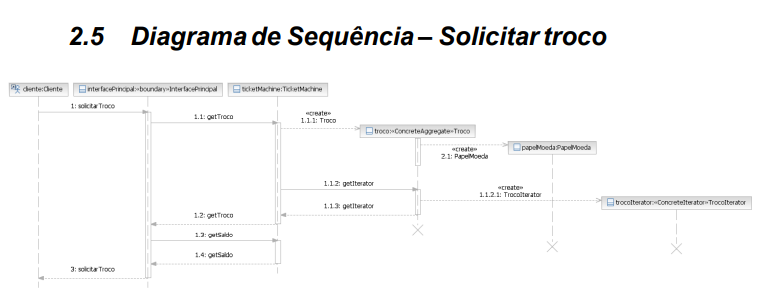 2.5 Diagrama de Sequência – Solicitar troco
cliente:Cliente
interfacePrincipal:«boundary»InterfacePrincipal
ticketMachine:TicketMachine
1: solicitarTroco
1.1: getTroco
«create»
1.1.1: Troco
troco:«ConcreteAggregate»Troco
«create»
2.1: PapelMoeda
papelMoeda:PapelMoeda
1.1.2: getIterator
«create»
1.1.2.1: TrocoIterator
trocoIterator:«ConcreteIterator»TrocoIterator
1.1.3: getIterator
1.2: getTroco
1.3: getSaldo
1.4: getSaldo
3: solicitarTroco